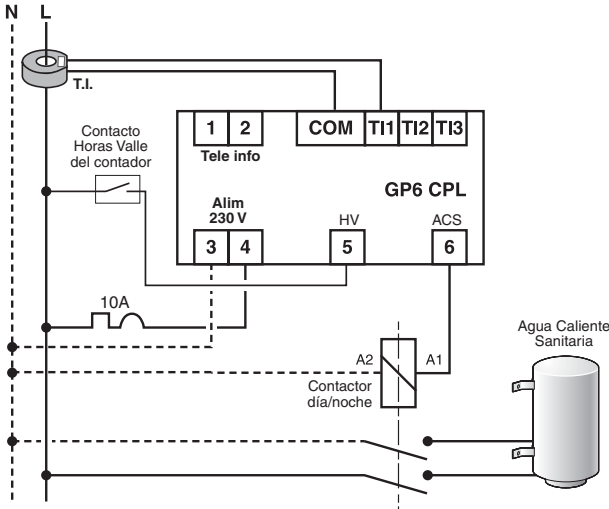 N L
T.I.
Contacto
Horas Valle
del contador
1 2 COM TI1 TI2 TI3
Tele info
GP6 CPL
Alim
230 V
HV
ACS
3 4 5 6
10A
A2 A1
Contactor
día/noche
Agua Caliente
Sanitaria